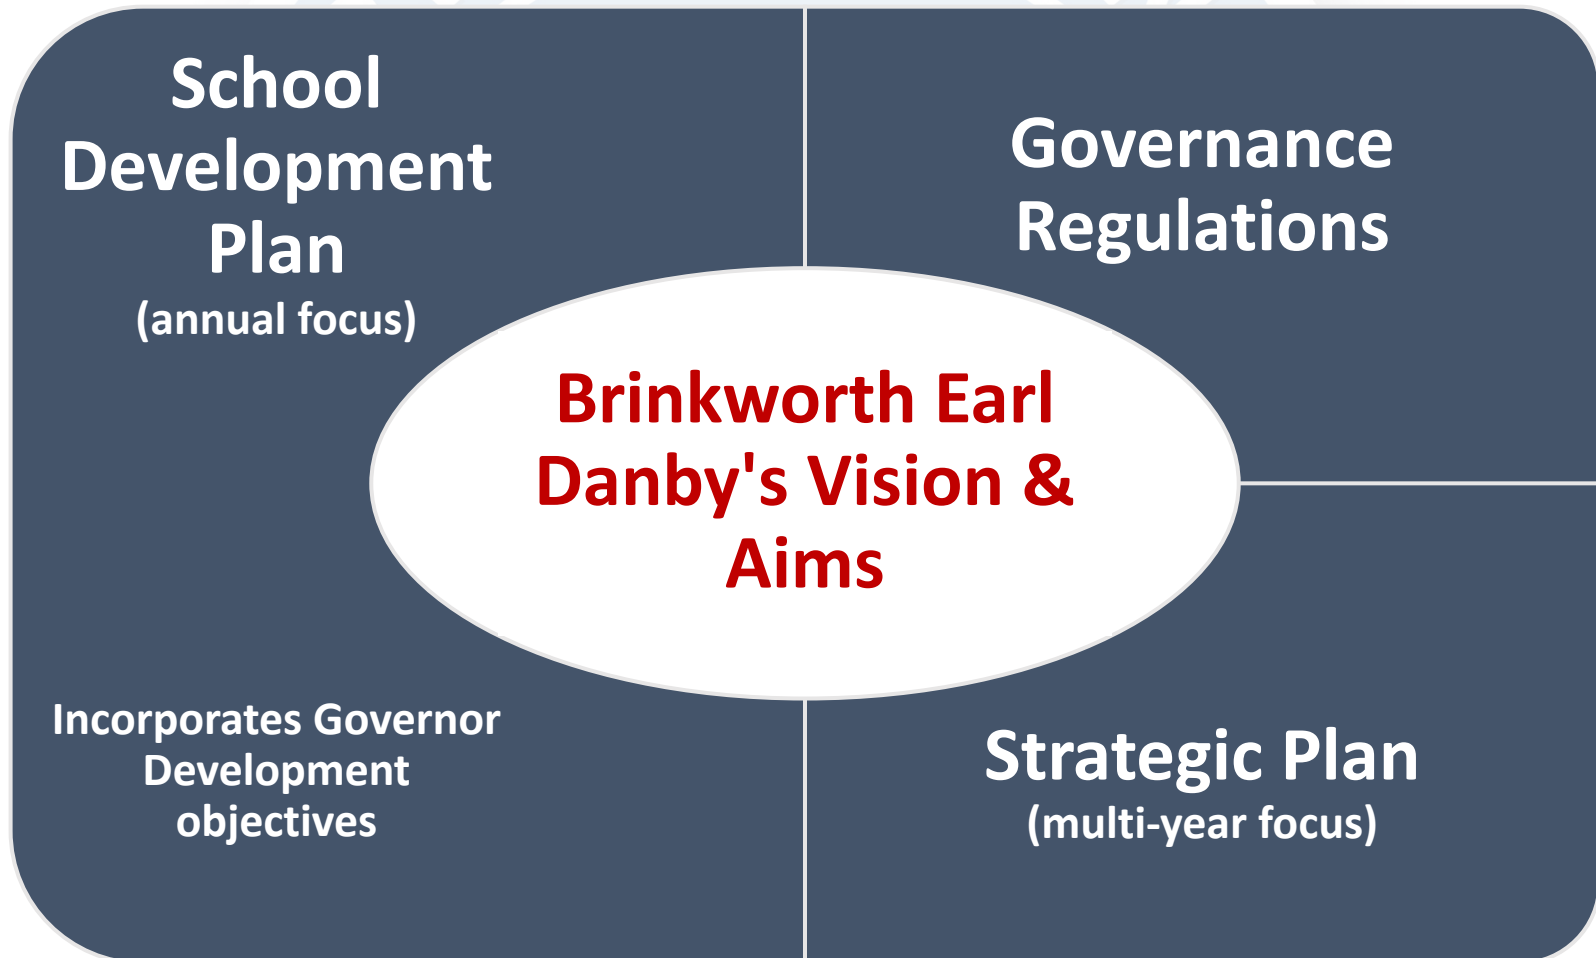 School
Development
Plan
(annual focus)
Incorporates Governor
Development
objectives
Governance
Regulations
Brinkworth Earl
Danby's Vision &
Aims
Strategic Plan
(multi-year focus)